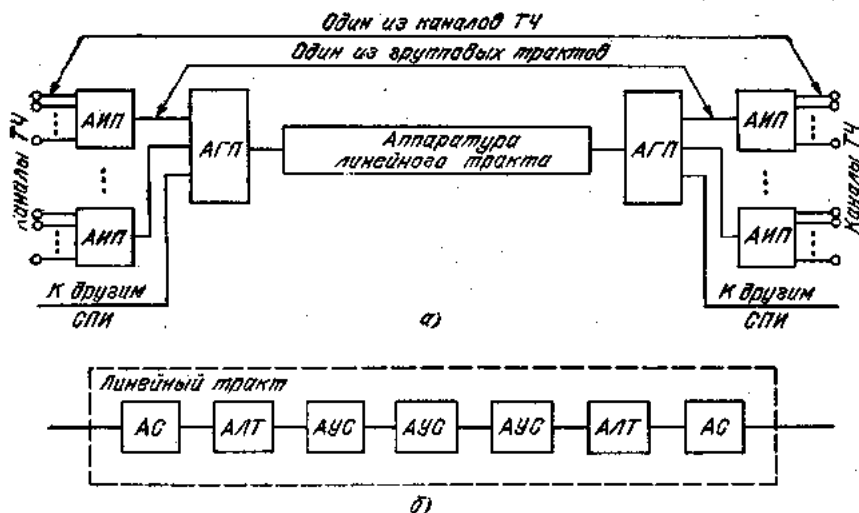 Один из каналов ТЧ
Один из групповых трактов
Каналы ТЧ
АИП
АИП
АГП
Аппаратура
линейного тракта
АГП
АИП
АИП
Каналы ТЧ
К другим
СПИ
а)
К другим
СПИ
Линейный тракт
АС
АЛТ
АУС
АУС
АУС
АЛТ
АС
б)